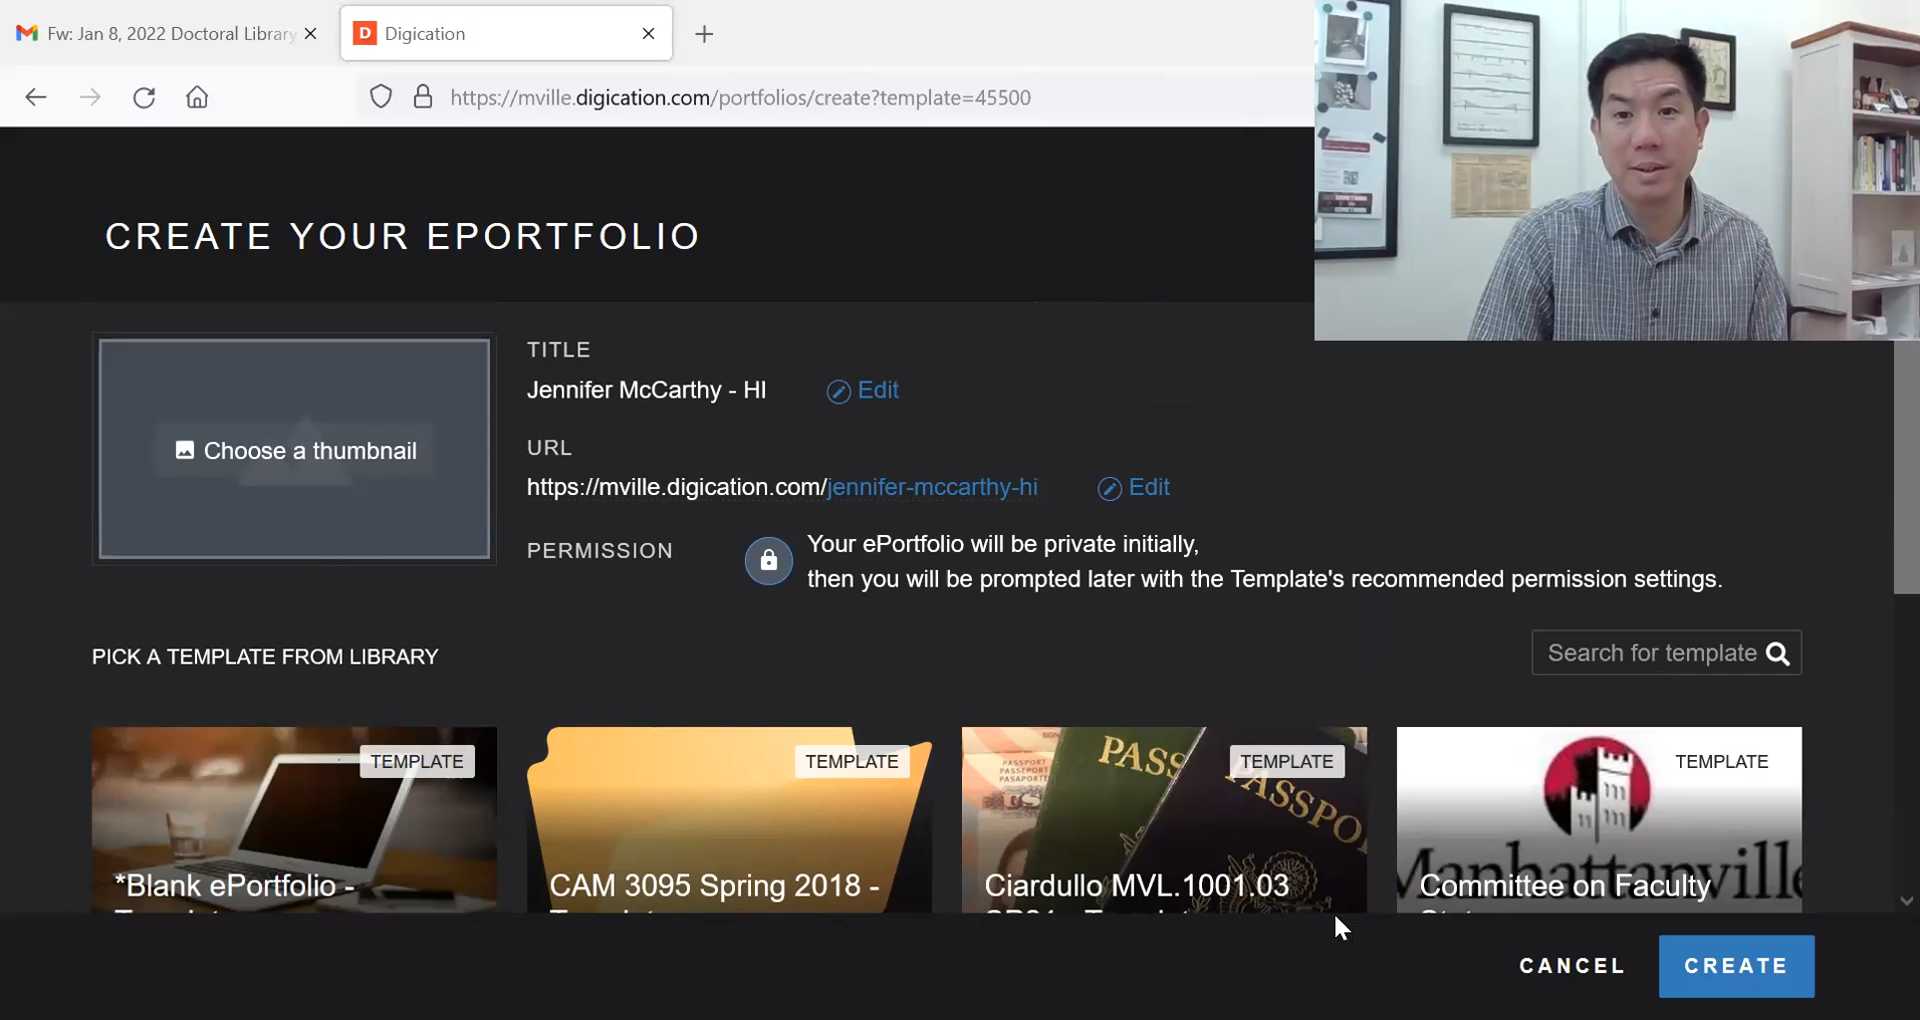 Fw: Jan 8, 2022 Doctoral Library
D Digication
https://mville.digication.com/portfolios/create?template=45500
CREATE YOUR EPORTFOLIO
TITLE
Jennifer McCarthy - HI
Edit
Choose a thumbnail
URL
https://mville.digication.com/jennifer-mccarthy-hi
Edit
PERMISSION
Your ePortfolio will be private initially,
then you will be prompted later with the Template's recommended permission settings.
PICK A TEMPLATE FROM LIBRARY
Search for template
TEMPLATE
*Blank ePortfolio -
TEMPLATE
CAM 3095 Spring 2018 -
PASSPORT
PASS
PASSPO
TEMPLATE
Ciardullo MVL.1001.03
TEMPLATE
Manhattanville
Committee on Faculty
CANCEL
CREATE